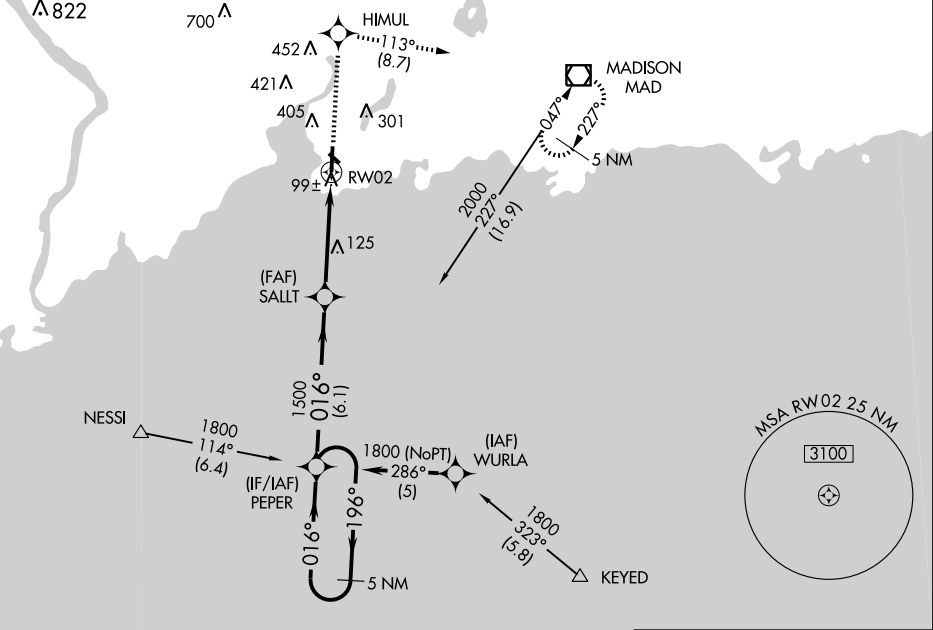 822
700
HIMUL
452
113°
(8.7)
MADISON
MAD
421
405
301
047°
227°
5 NM
99±
RW02
2000
227°
(16.9)
125
(FAF)
SALLT
1500
016°
(6.1)
NESSI
1800
114°
(6.4)
(IF/IAF)
PEPER
1800 (NoPT)
286°
(5)
(IAF)
WURLA
016°
196°
5 NM
1800
323°
(5.8)
KEYED
MSA RW02 25 NM
3100